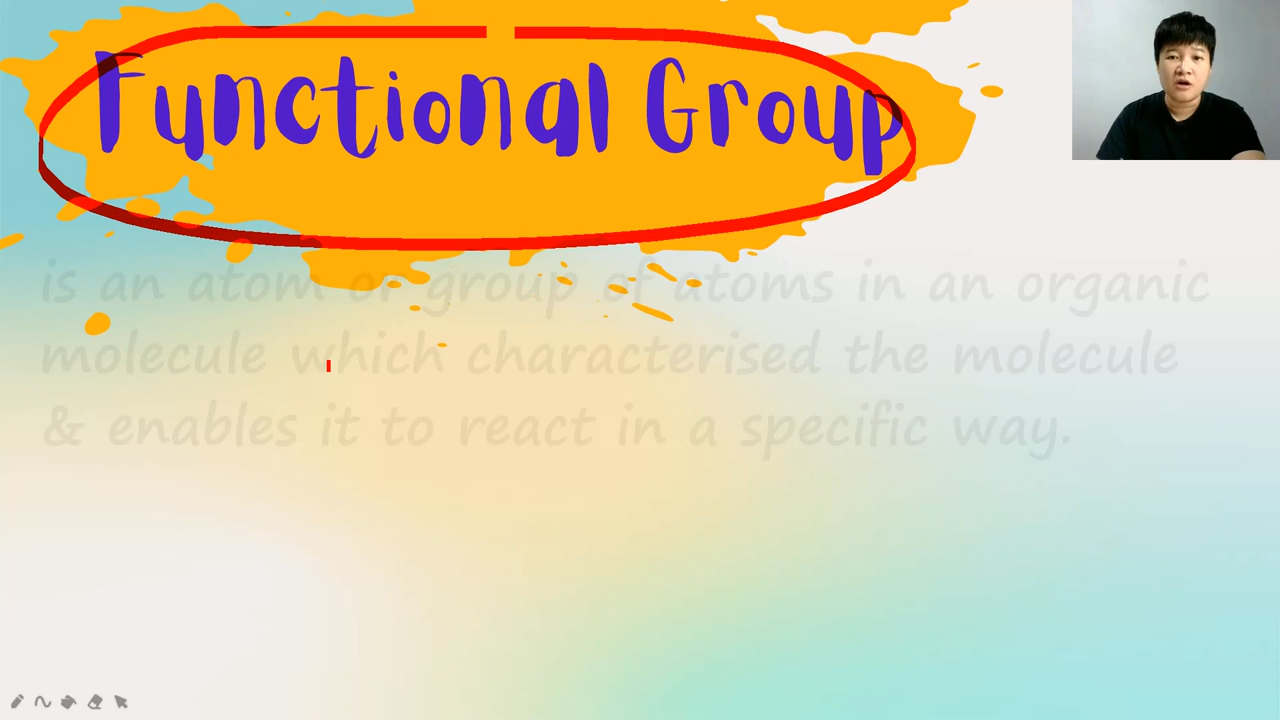 Functional Group
is an atom or group of atoms in an organic
molecule which characterised the molecule
& enables it to react in a specific way.